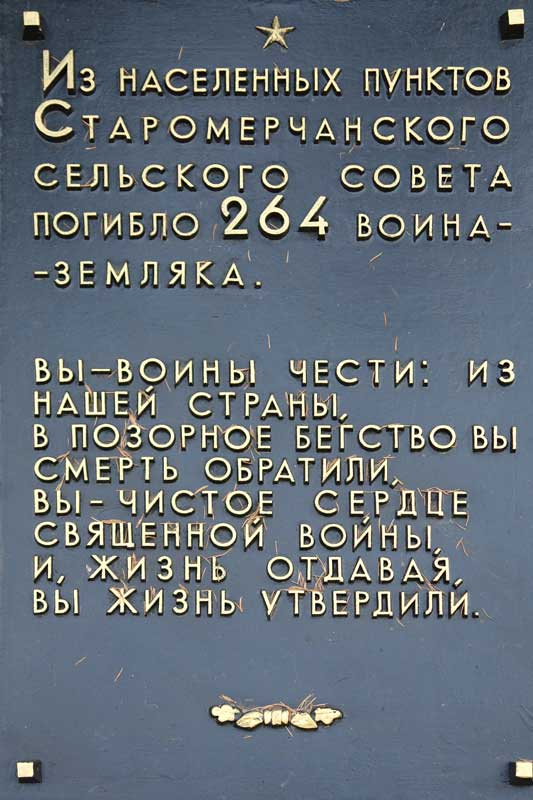 Из населенных пунктов
Старомерчанского
сельского совета
погибло 264 воина-
-земляка.
Вы-воины чести: из
нашей страны,
в позорное бегство вы
смерть обратили,
вы-чистое сердце
священной войны,
и, жизнь отдавая,
вы жизнь утвердили.